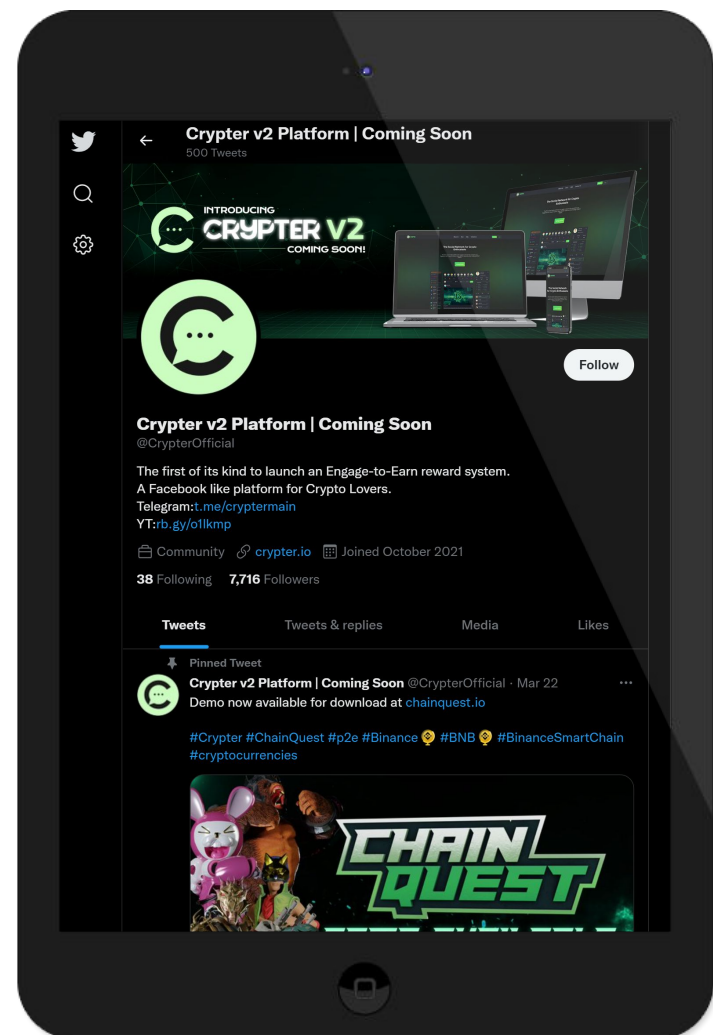 Crypter v2 Platform | Coming Soon
500 Tweets
INTRODUCING
CRYPTER V2
COMING SOON!
Follow
Crypter v2 Platform | Coming Soon
@CrypterOfficial
The first of its kind to launch an Engage-to-Earn reward system.
A Facebook like platform for Crypto Lovers.
Telegram:t.me/cryptermain
YT:rb.gy/o1lkmp
Community crypter.io Joined October 2021
38 Following 7,716 Followers
Tweets Tweets & replies Media Likes
Pinned Tweet
Crypter v2 Platform | Coming Soon @CrypterOfficial · Mar 22
Demo now available for download at chainquest.io
#Crypter #ChainQuest #p2e #Binance #BNB #BinanceSmartChain
#cryptocurrencies
CHAIN
QUEST